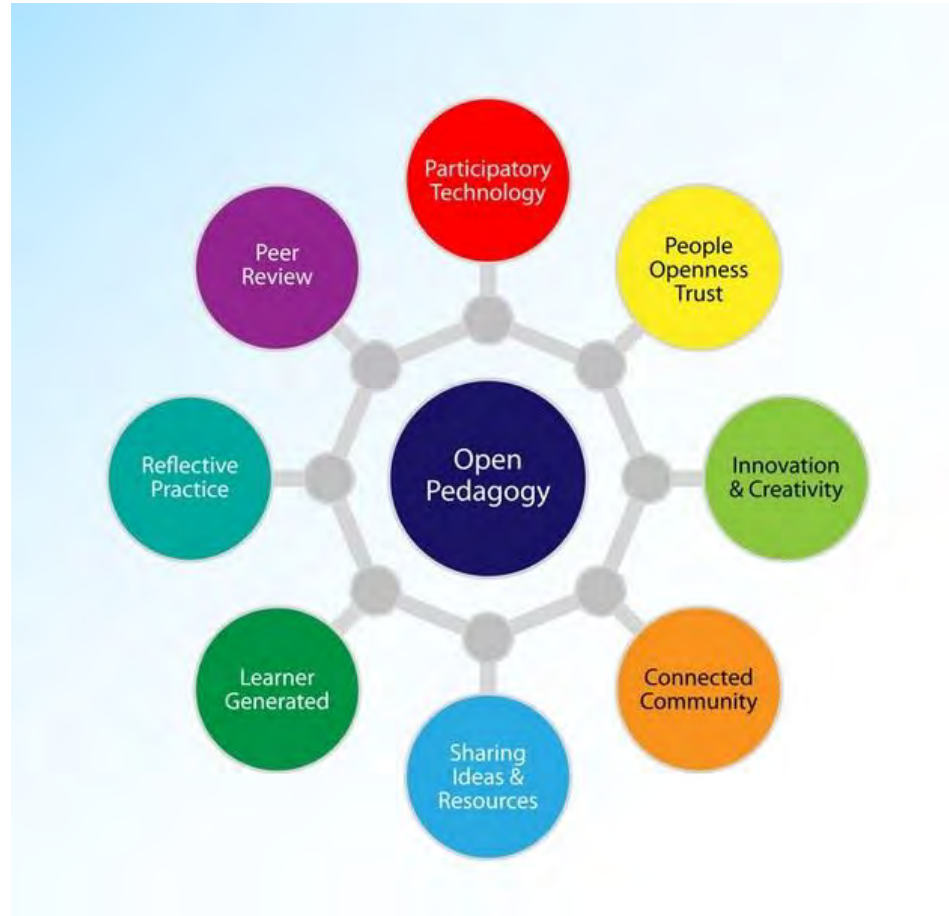 Participatory
Technology
People
Openness
Trust
Innovation
& Creativity
Connected
Community
Sharing
Ideas &
Resources
Learner
Generated
Reflective
Practice
Peer
Review
Open
Pedagogy